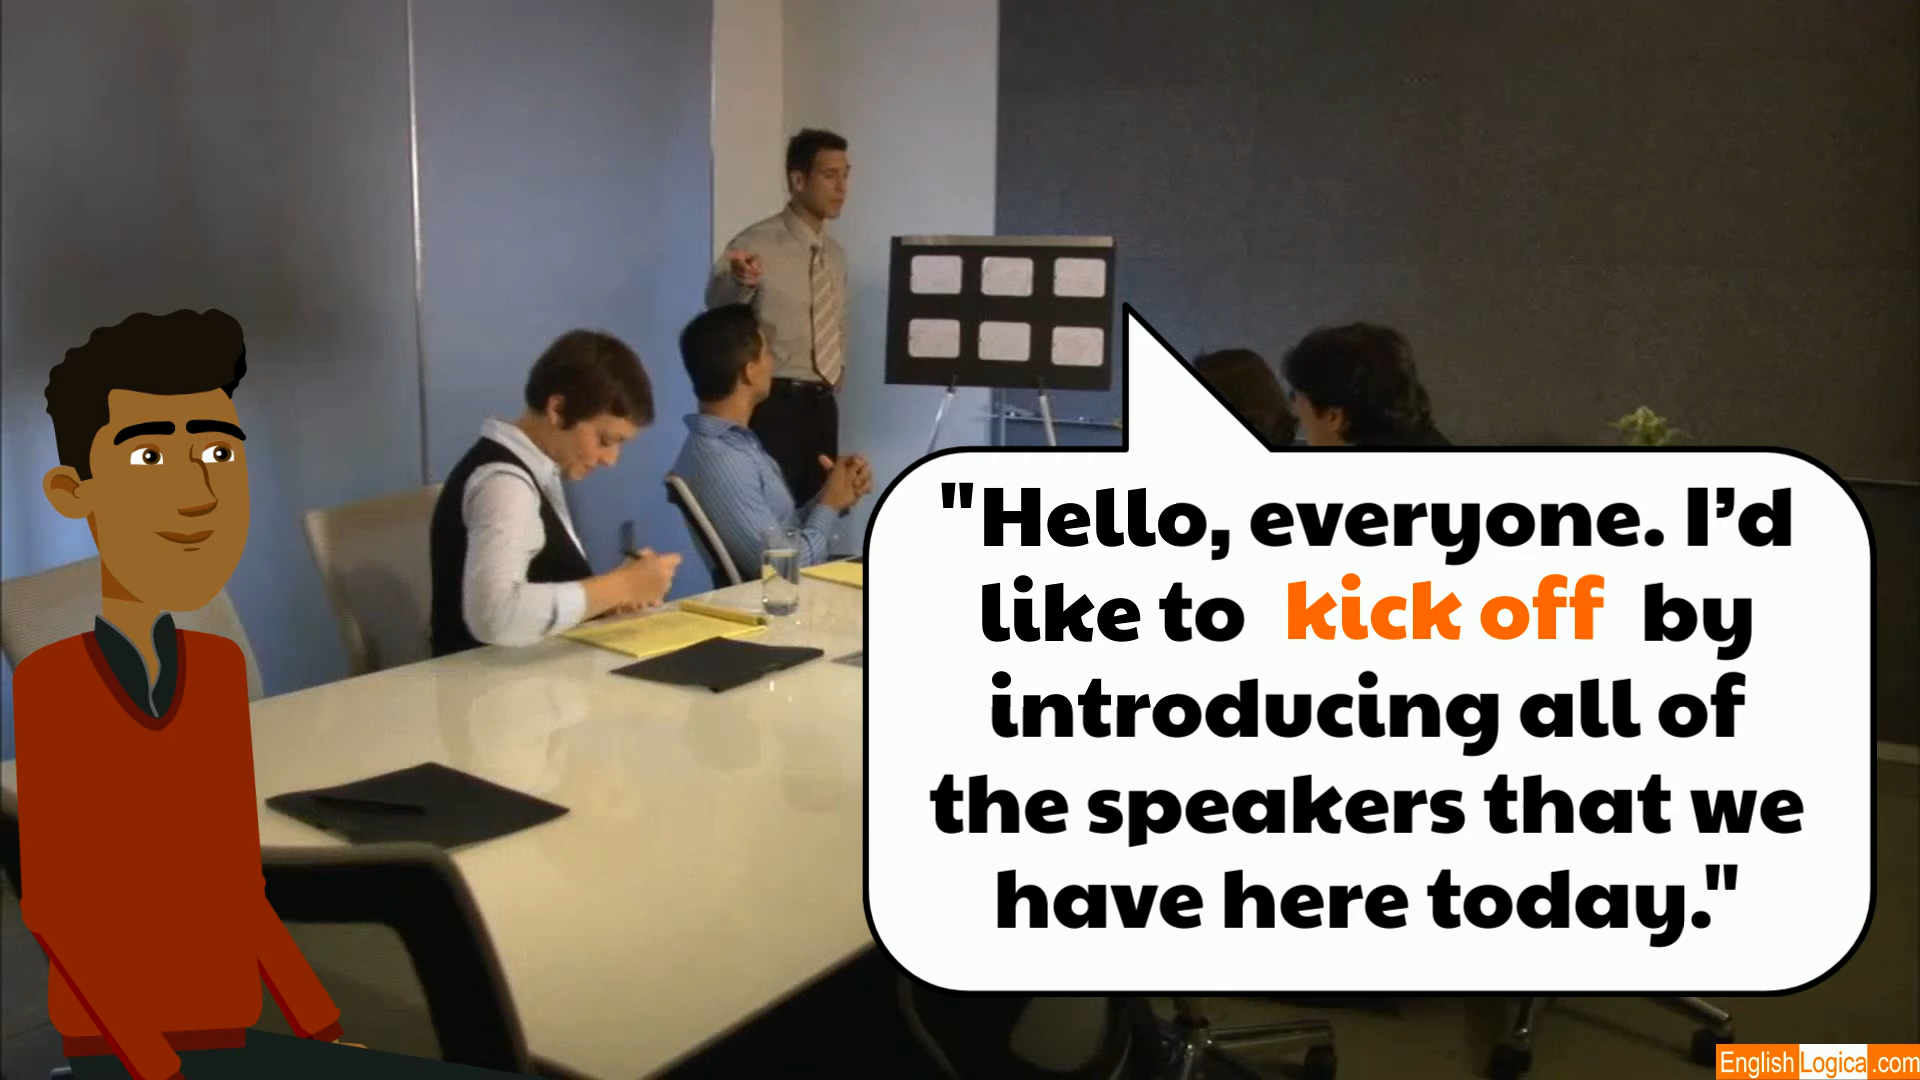 "Hello, everyone. I’d
like to kick off by
introducing all of
the speakers that we
have here today."
EnglishLogica.com